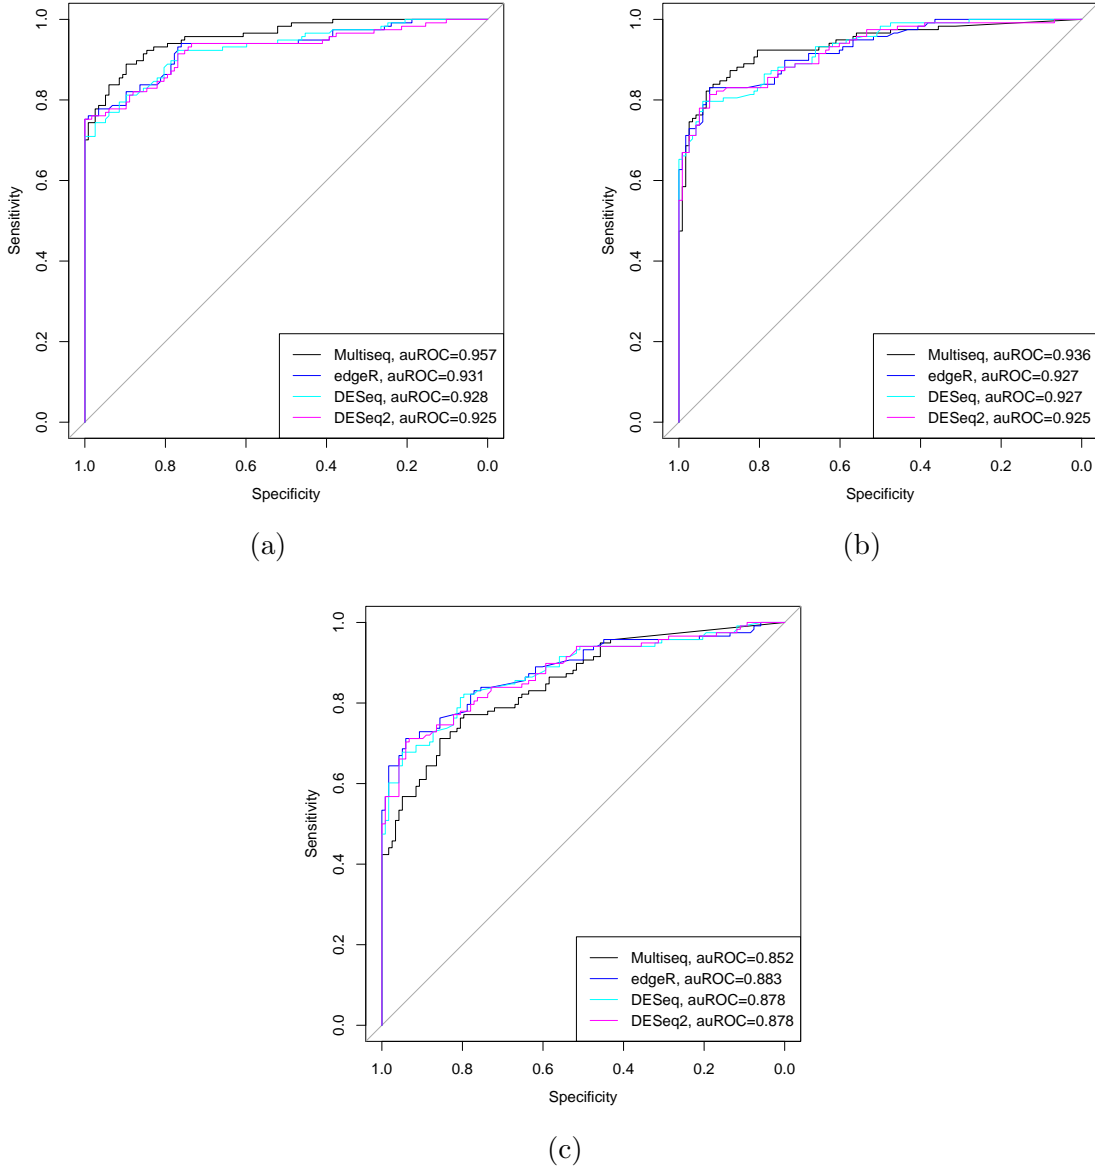 Sensitivity
1.0
0.8
0.6
0.4
0.2
0.0
Multiseq, auROC=0.957
edgeR, auROC=0.931
DESeq, auROC=0.928
DESeq2, auROC=0.925
1.0 0.8 0.6 0.4 0.2 0.0
Specificity
(a)
Sensitivity
1.0
0.8
0.6
0.4
0.2
0.0
Multiseq, auROC=0.936
edgeR, auROC=0.927
DESeq, auROC=0.927
DESeq2, auROC=0.925
1.0 0.8 0.6 0.4 0.2 0.0
Specificity
(b)
Sensitivity
1.0
0.8
0.6
0.4
0.2
0.0
Multiseq, auROC=0.852
edgeR, auROC=0.883
DESeq, auROC=0.878
DESeq2, auROC=0.878
1.0 0.8 0.6 0.4 0.2 0.0
Specificity
(c)